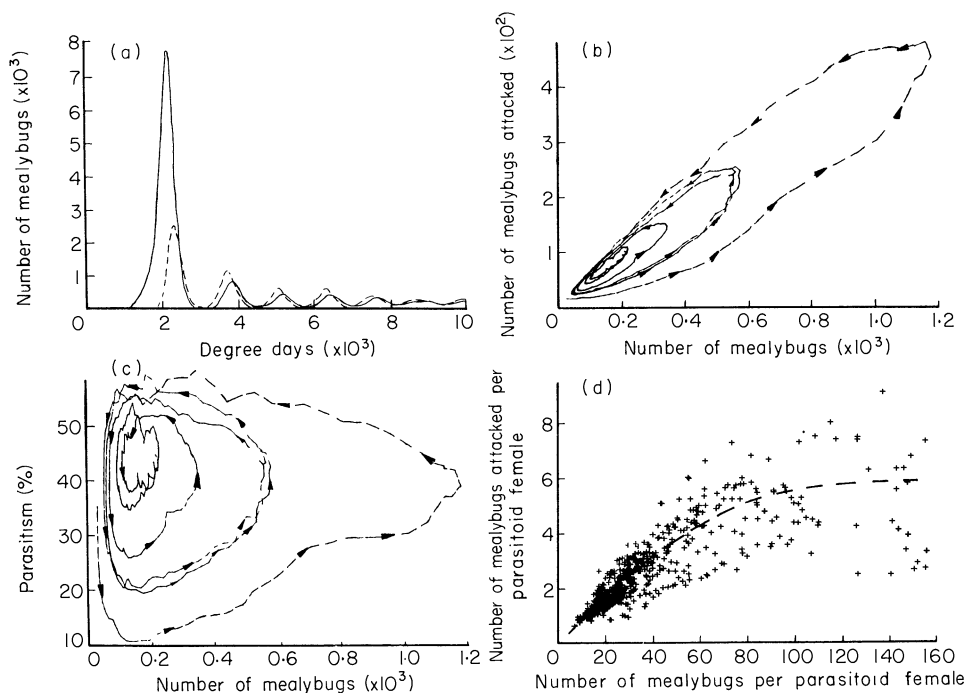 (a)
Number of mealybugs (x10³)
8
7
6
5
4
3
2
1
0 2 4 6 8 10
Degree days (x10³)
(b)
Number of mealybugs attacked (x10²)
4
3
2
1
0 0·2 0·4 0·6 0·8 1·0 1·2
Number of mealybugs (x10³)
(c)
Parasitism (%)
50
40
30
20
10
0 0·2 0·4 0·6 0·8 1·0 1·2
Number of mealybugs (x10³)
(d)
Number of mealybugs attacked per
parasitoid female
8
6
4
2
0 20 40 60 80 100 120 140 160
Number of mealybugs per parasitoid female